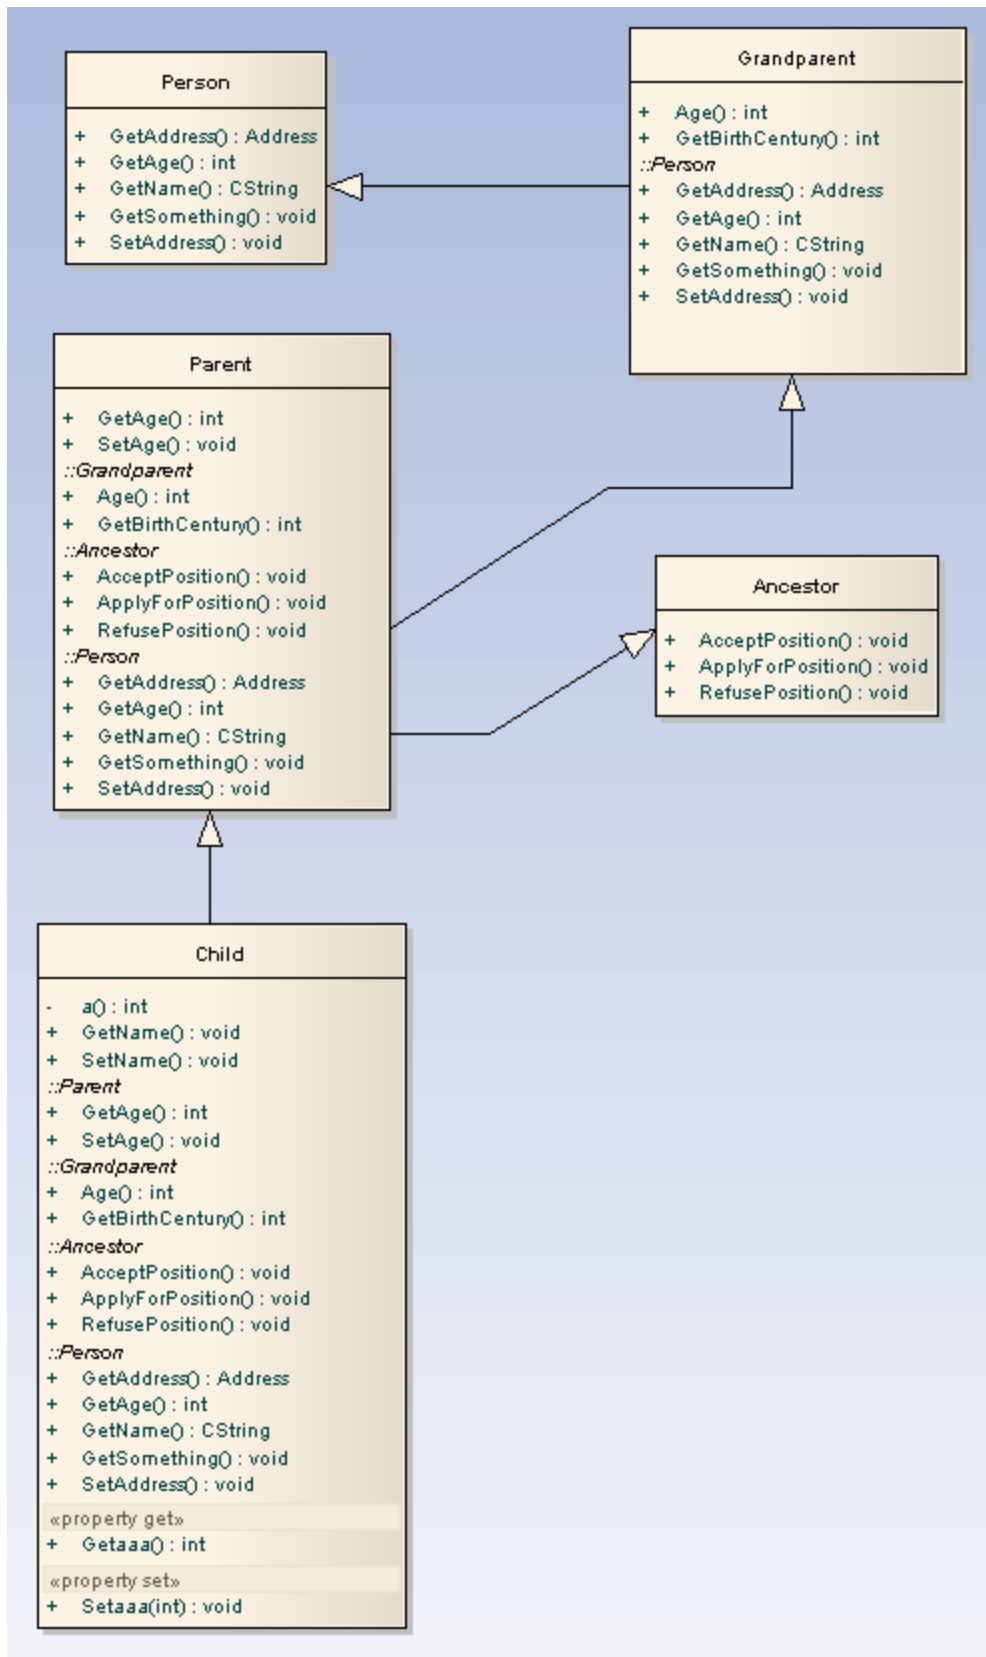 Person
+ GetAddress() : Address
+ GetAge() : int
+ GetName() : CString
+ GetSomething() : void
+ SetAddress() : void
Grandparent
+ Age() : int
+ GetBirthCentury() : int
::Person
+ GetAddress() : Address
+ GetAge() : int
+ GetName() : CString
+ GetSomething() : void
+ SetAddress() : void
Parent
+ GetAge() : int
+ SetAge() : void
::Grandparent
+ Age() : int
+ GetBirthCentury() : int
::Ancestor
+ AcceptPosition() : void
+ ApplyForPosition() : void
+ RefusePosition() : void
::Person
+ GetAddress() : Address
+ GetAge() : int
+ GetName() : CString
+ GetSomething() : void
+ SetAddress() : void
Ancestor
+ AcceptPosition() : void
+ ApplyForPosition() : void
+ RefusePosition() : void
Child
- a() : int
+ GetName() : void
+ SetName() : void
::Parent
+ GetAge() : int
+ SetAge() : void
::Grandparent
+ Age() : int
+ GetBirthCentury() : int
::Ancestor
+ AcceptPosition() : void
+ ApplyForPosition() : void
+ RefusePosition() : void
::Person
+ GetAddress() : Address
+ GetAge() : int
+ GetName() : CString
+ GetSomething() : void
+ SetAddress() : void
«property get»
+ Getaaa() : int
«property set»
+ Setaaa(int) : void